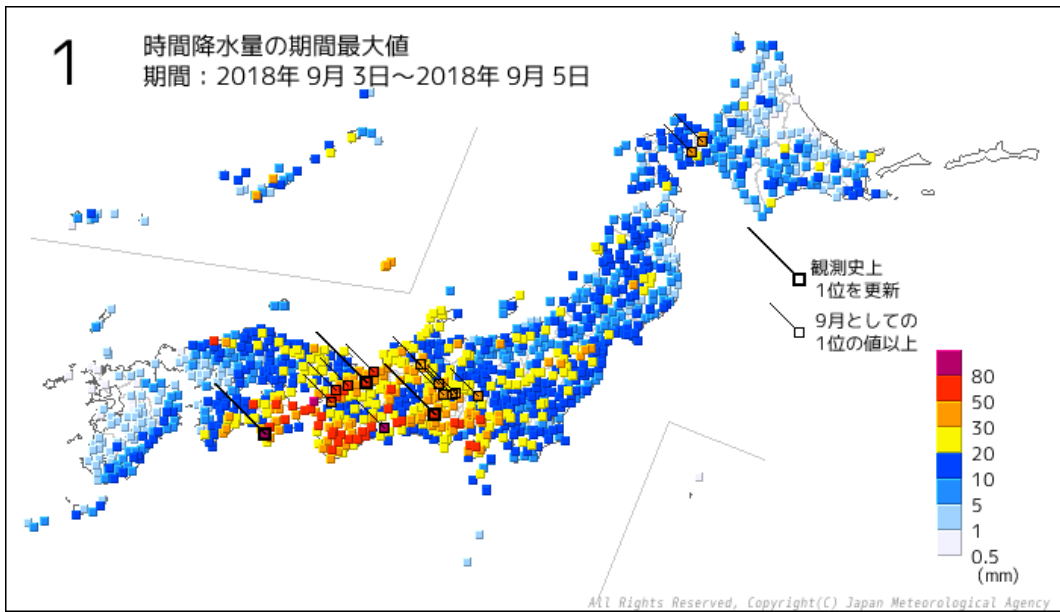 1
時間降水量の期間最大値
期間：2018年 9月 3日～2018年 9月 5日
観測史上
1位を更新
9月としての
1位の値以上
80
50
30
20
10
5
1
0.5
(mm)
All Rights Reserved, Copyright(C) Japan Meteorological Agency